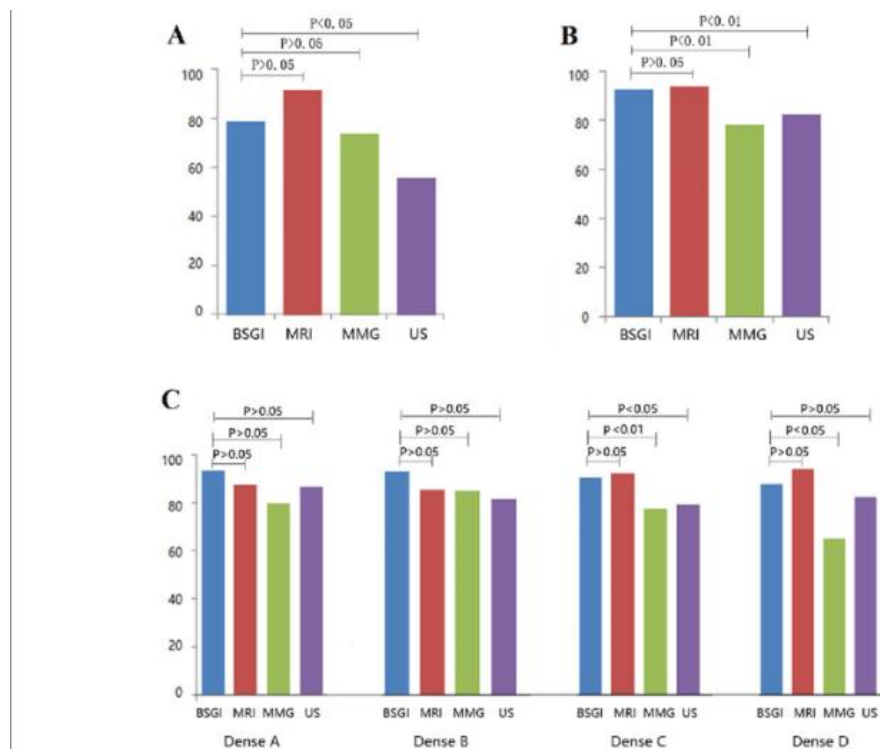 A
P<0.05
P>0.05
P>0.05
100
80
60
40
20
0
BSGI MRI MMG US
B
P<0.01
P<0.01
P>0.05
100
80
60
40
20
0
BSGI MRI MMG US
C
P>0.05
P>0.05
P>0.05
P>0.05
P>0.05
P>0.05
P<0.05
P<0.01
P>0.05
P>0.05
P<0.05
P>0.05
100
80
60
40
20
0
BSGI MRI MMG US BSGI MRI MMG US BSGI MRI MMG US BSGI MRI MMG US
Dense A Dense B Dense C Dense D